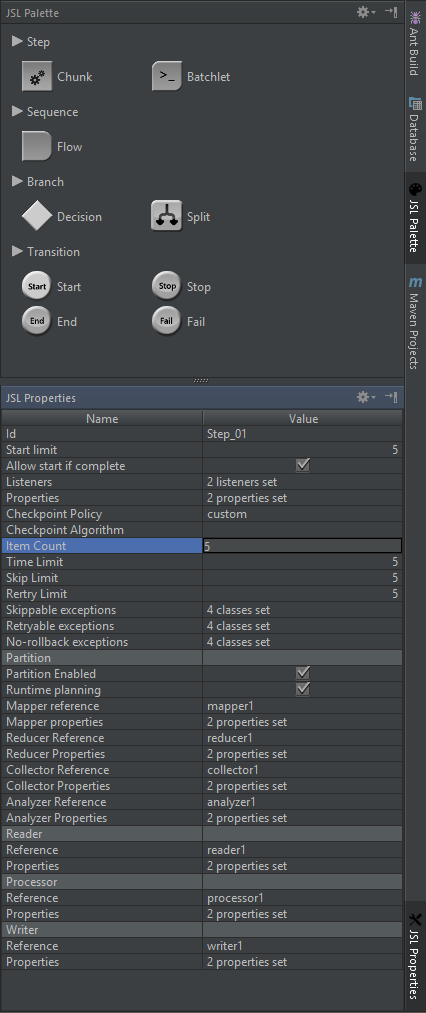 JSL Palette
Step
Chunk
>_ Batchlet
Sequence
Flow
Branch
Decision
Split
Transition
Start Start
Stop Stop
End End
Fail Fail
JSL Properties
Name Value
Id Step_01
Start limit 5
Allow start if complete
Listeners 2 listeners set
Properties 2 properties set
Checkpoint Policy custom
Checkpoint Algorithm
Item Count 5
Time Limit 5
Skip Limit 5
Rertry Limit 5
Skippable exceptions 4 classes set
Retryable exceptions 4 classes set
No-rollback exceptions 4 classes set
Partition
Partition Enabled
Runtime planning
Mapper reference mapper1
Mapper properties 2 properties set
Reducer Reference reducer1
Reducer Properties 2 properties set
Collector Reference collector1
Collector Properties 2 properties set
Analyzer Reference analyzer1
Analyzer Properties 2 properties set
Reader
Reference reader1
Properties 2 properties set
Processor
Reference processor1
Properties 2 properties set
Writer
Reference writer1
Properties 2 properties set
Ant Build
Database
JSL Palette
m Maven Projects
JSL Properties